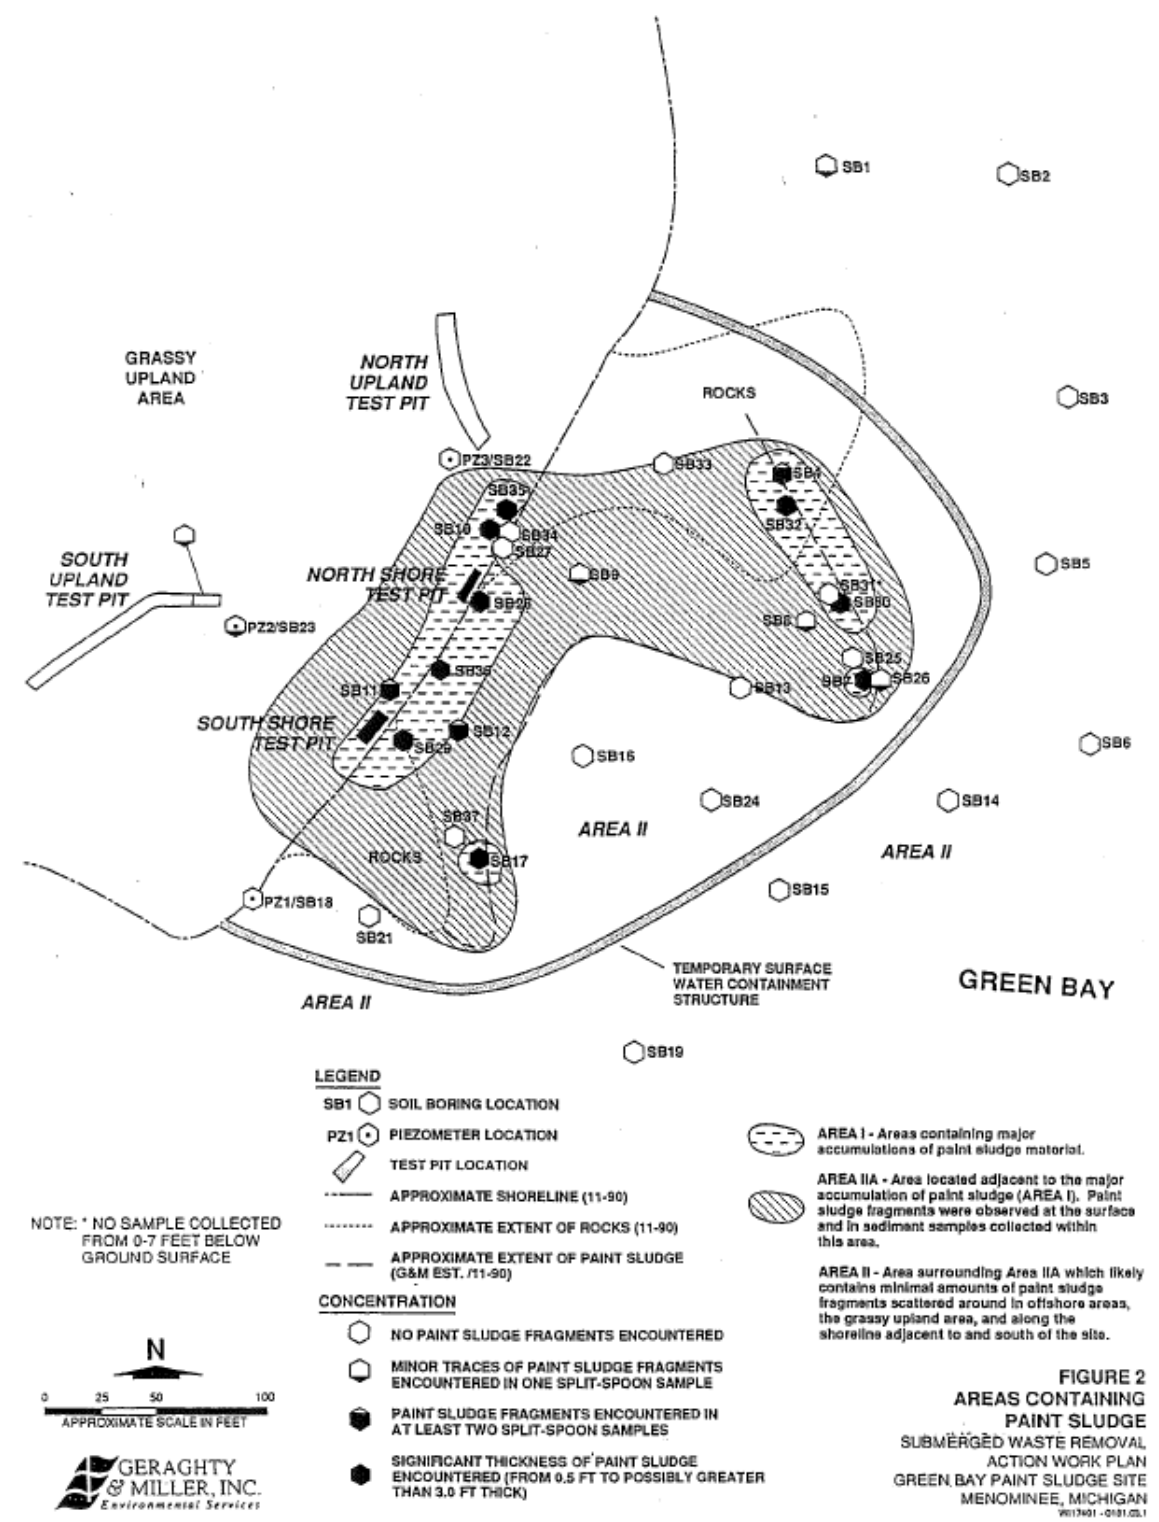 SB1
SB2
GRASSY
UPLAND
AREA
NORTH
UPLAND
TEST PIT
ROCKS
SB3
PZ3/SB22
SB33
SB4
SB35
SB32
SB10
SB34
SB27
SOUTH
UPLAND
TEST PIT
NORTH SHORE
TEST PIT
SB9
SB5
SB31*
SB30
SB28
SB8
PZ2/SB23
SB25
SB36
SB7
SB26
SB11
SB13
SOUTH SHORE
TEST PIT
SB12
SB29
SB16
SB6
SB24
SB14
SB37
AREA II
AREA II
ROCKS
SB17
SB15
PZ1/SB18
SB21
TEMPORARY SURFACE
WATER CONTAINMENT
STRUCTURE
GREEN BAY
AREA II
SB19
LEGEND
SB1 SOIL BORING LOCATION
PZ1 PIEZOMETER LOCATION
TEST PIT LOCATION
APPROXIMATE SHORELINE (11-90)
APPROXIMATE EXTENT OF ROCKS (11-90)
APPROXIMATE EXTENT OF PAINT SLUDGE
(G&M EST. /11-90)
CONCENTRATION
NO PAINT SLUDGE FRAGMENTS ENCOUNTERED
MINOR TRACES OF PAINT SLUDGE FRAGMENTS
ENCOUNTERED IN ONE SPLIT-SPOON SAMPLE
PAINT SLUDGE FRAGMENTS ENCOUNTERED IN
AT LEAST TWO SPLIT-SPOON SAMPLES
SIGNIFICANT THICKNESS OF PAINT SLUDGE
ENCOUNTERED (FROM 0.5 FT TO POSSIBLY GREATER
THAN 3.0 FT THICK)
AREA I - Areas containing major
accumulations of paint sludge material.
AREA IIA - Area located adjacent to the major
accumulation of paint sludge (AREA I). Paint
sludge fragments were observed at the surface
and in sediment samples collected within
this area.
AREA II - Area surrounding Area IIA which likely
contains minimal amounts of paint sludge
fragments scattered around in offshore areas,
the grassy upland area, and along the
shoreline adjacent to and south of the site.
NOTE: * NO SAMPLE COLLECTED
FROM 0-7 FEET BELOW
GROUND SURFACE
N
0 25 50 100
APPROXIMATE SCALE IN FEET
GERAGHTY
& MILLER, INC.
Environmental Services
FIGURE 2
AREAS CONTAINING
PAINT SLUDGE
SUBMERGED WASTE REMOVAL
ACTION WORK PLAN
GREEN BAY PAINT SLUDGE SITE
MENOMINEE, MICHIGAN